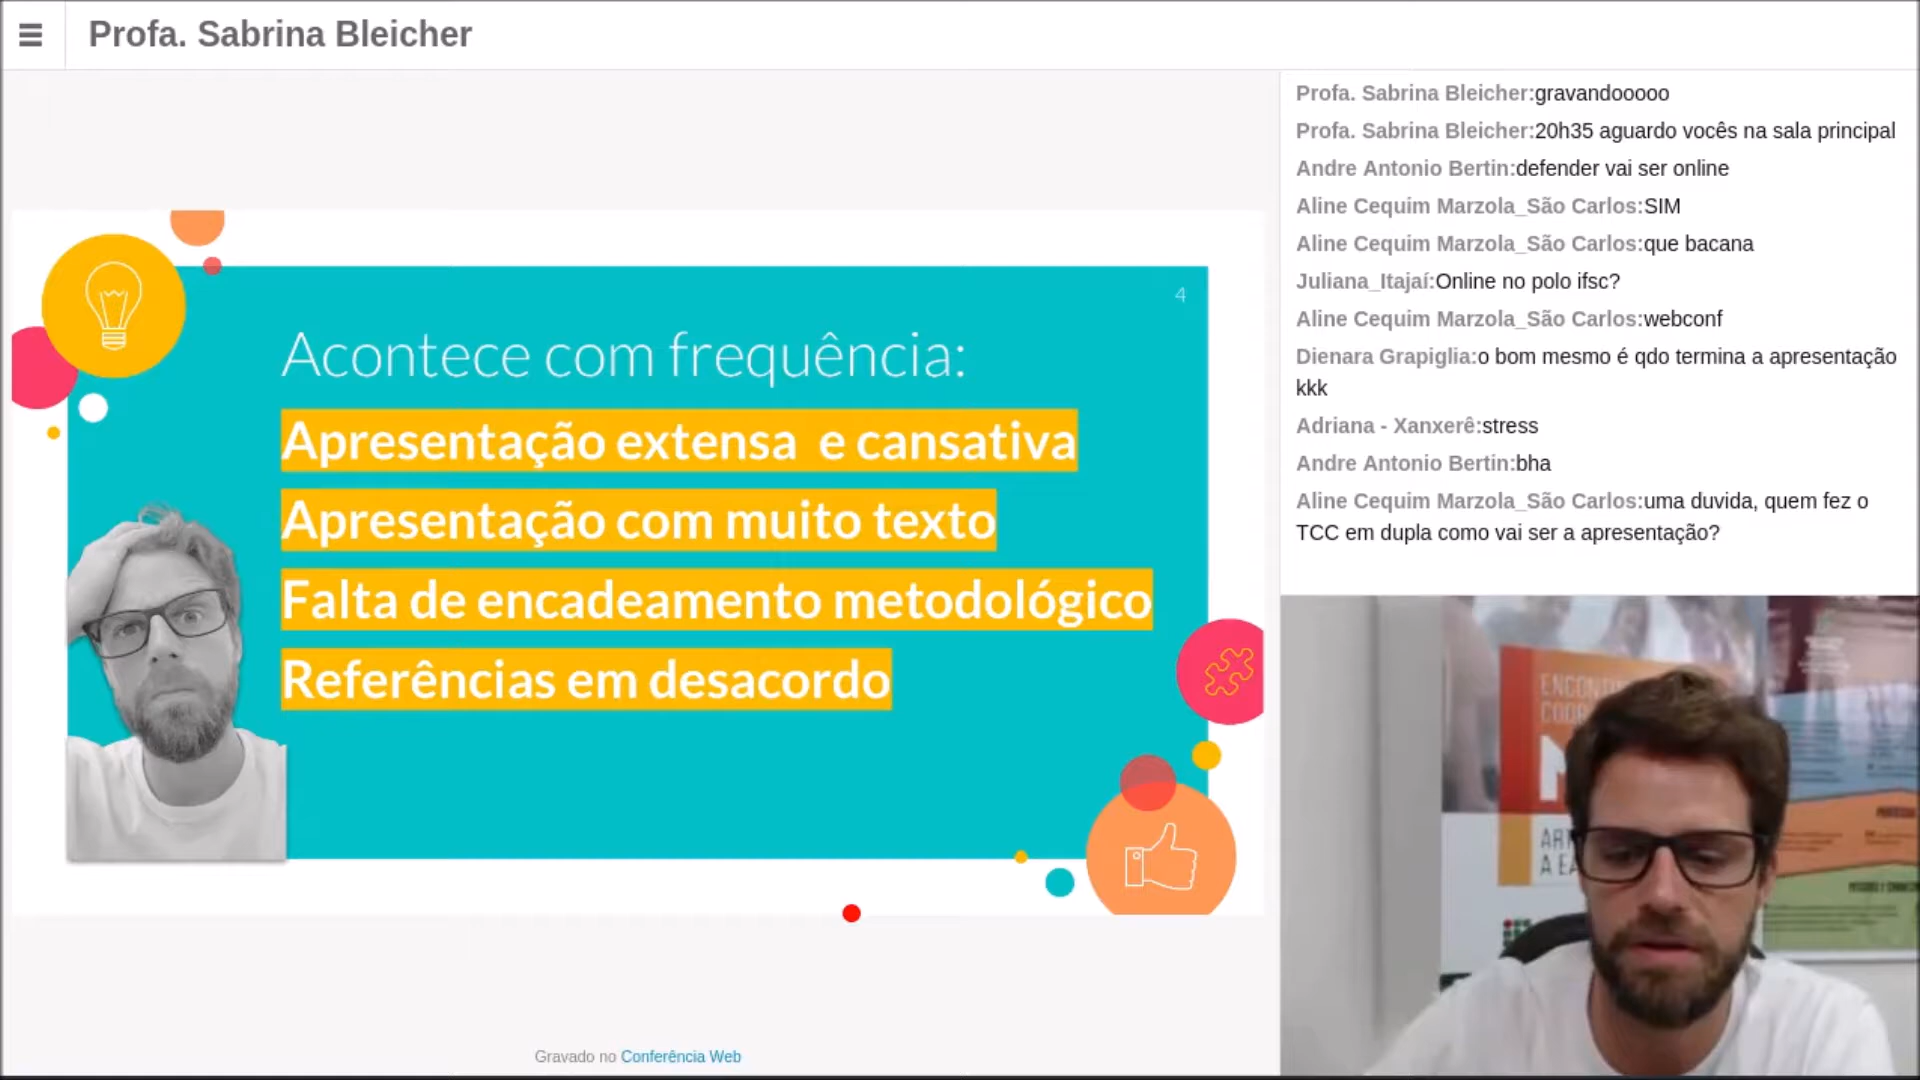 Profa. Sabrina Bleicher
4
Acontece com frequência:
Apresentação extensa e cansativa
Apresentação com muito texto
Falta de encadeamento metodológico
Referências em desacordo
Gravado no Conferência Web
Profa. Sabrina Bleicher:gravandooooo
Profa. Sabrina Bleicher:20h35 aguardo vocês na sala principal
Andre Antonio Bertin:defender vai ser online
Aline Cequim Marzola_São Carlos:SIM
Aline Cequim Marzola_São Carlos:que bacana
Juliana_Itajaí:Online no polo ifsc?
Aline Cequim Marzola_São Carlos:webconf
Dienara Grapiglia:o bom mesmo é qdo termina a apresentação
kkk
Adriana - Xanxerê:stress
Andre Antonio Bertin:bha
Aline Cequim Marzola_São Carlos:uma duvida, quem fez o
TCC em dupla como vai ser a apresentação?